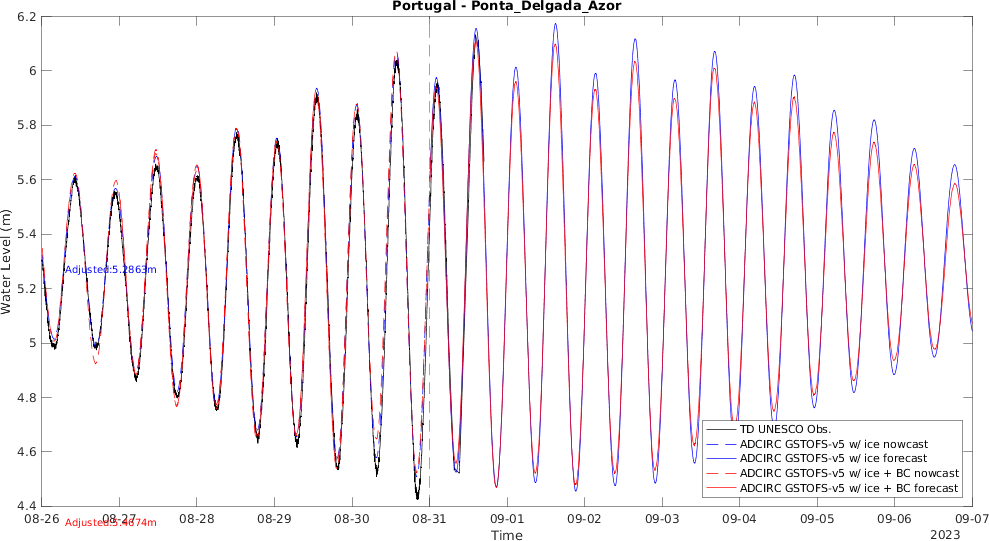 Portugal - Ponta_Delgada_Azor
6.2
6
5.8
5.6
5.4
5.2
5
4.8
4.6
4.4
Water Level (m)
Adjusted:5.2863m
Adjusted:5.4674m
TD UNESCO Obs.
ADCIRC GSTOFS-v5 w/ ice nowcast
ADCIRC GSTOFS-v5 w/ ice forecast
ADCIRC GSTOFS-v5 w/ ice + BC nowcast
ADCIRC GSTOFS-v5 w/ ice + BC forecast
08-26 08-27 08-28 08-29 08-30 08-31 09-01 09-02 09-03 09-04 09-05 09-06 09-07
Time
2023